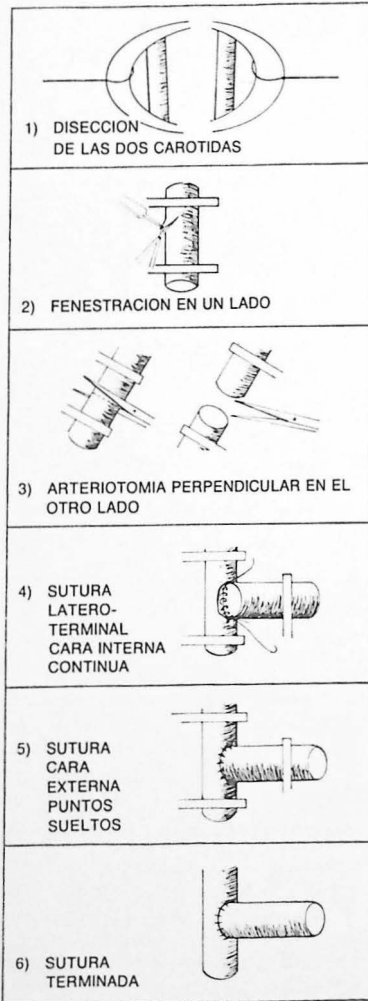 1) DISECCION
DE LAS DOS CAROTIDAS
2) FENESTRACION EN UN LADO
3) ARTERIOTOMIA PERPENDICULAR EN EL
OTRO LADO
4) SUTURA
LATERO-
TERMINAL
CARA INTERNA
CONTINUA
5) SUTURA
CARA
EXTERNA
PUNTOS
SUELTOS
6) SUTURA
TERMINADA